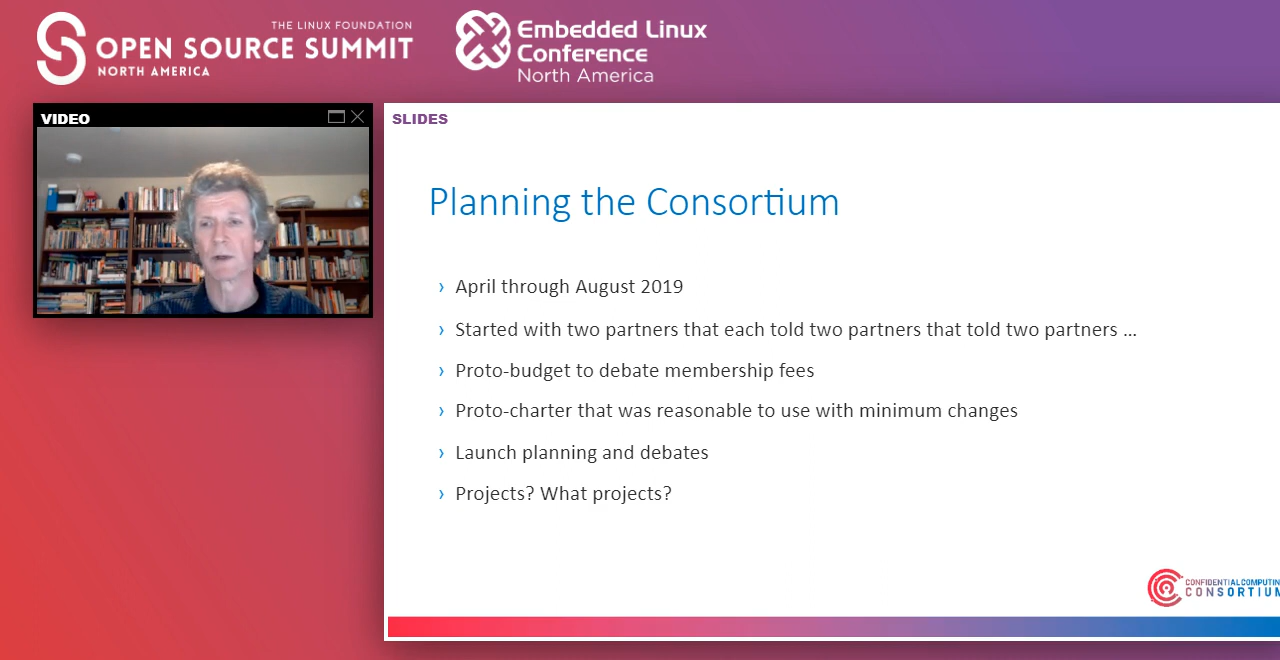 THE LINUX FOUNDATION
OPEN SOURCE SUMMIT
NORTH AMERICA
Embedded Linux
Conference
North America
VIDEO
SLIDES
Planning the Consortium
› April through August 2019
› Started with two partners that each told two partners that told two partners ...
› Proto-budget to debate membership fees
› Proto-charter that was reasonable to use with minimum changes
› Launch planning and debates
› Projects? What projects?
CONFIDENTIAL COMPUTIN
CONSORTIUM